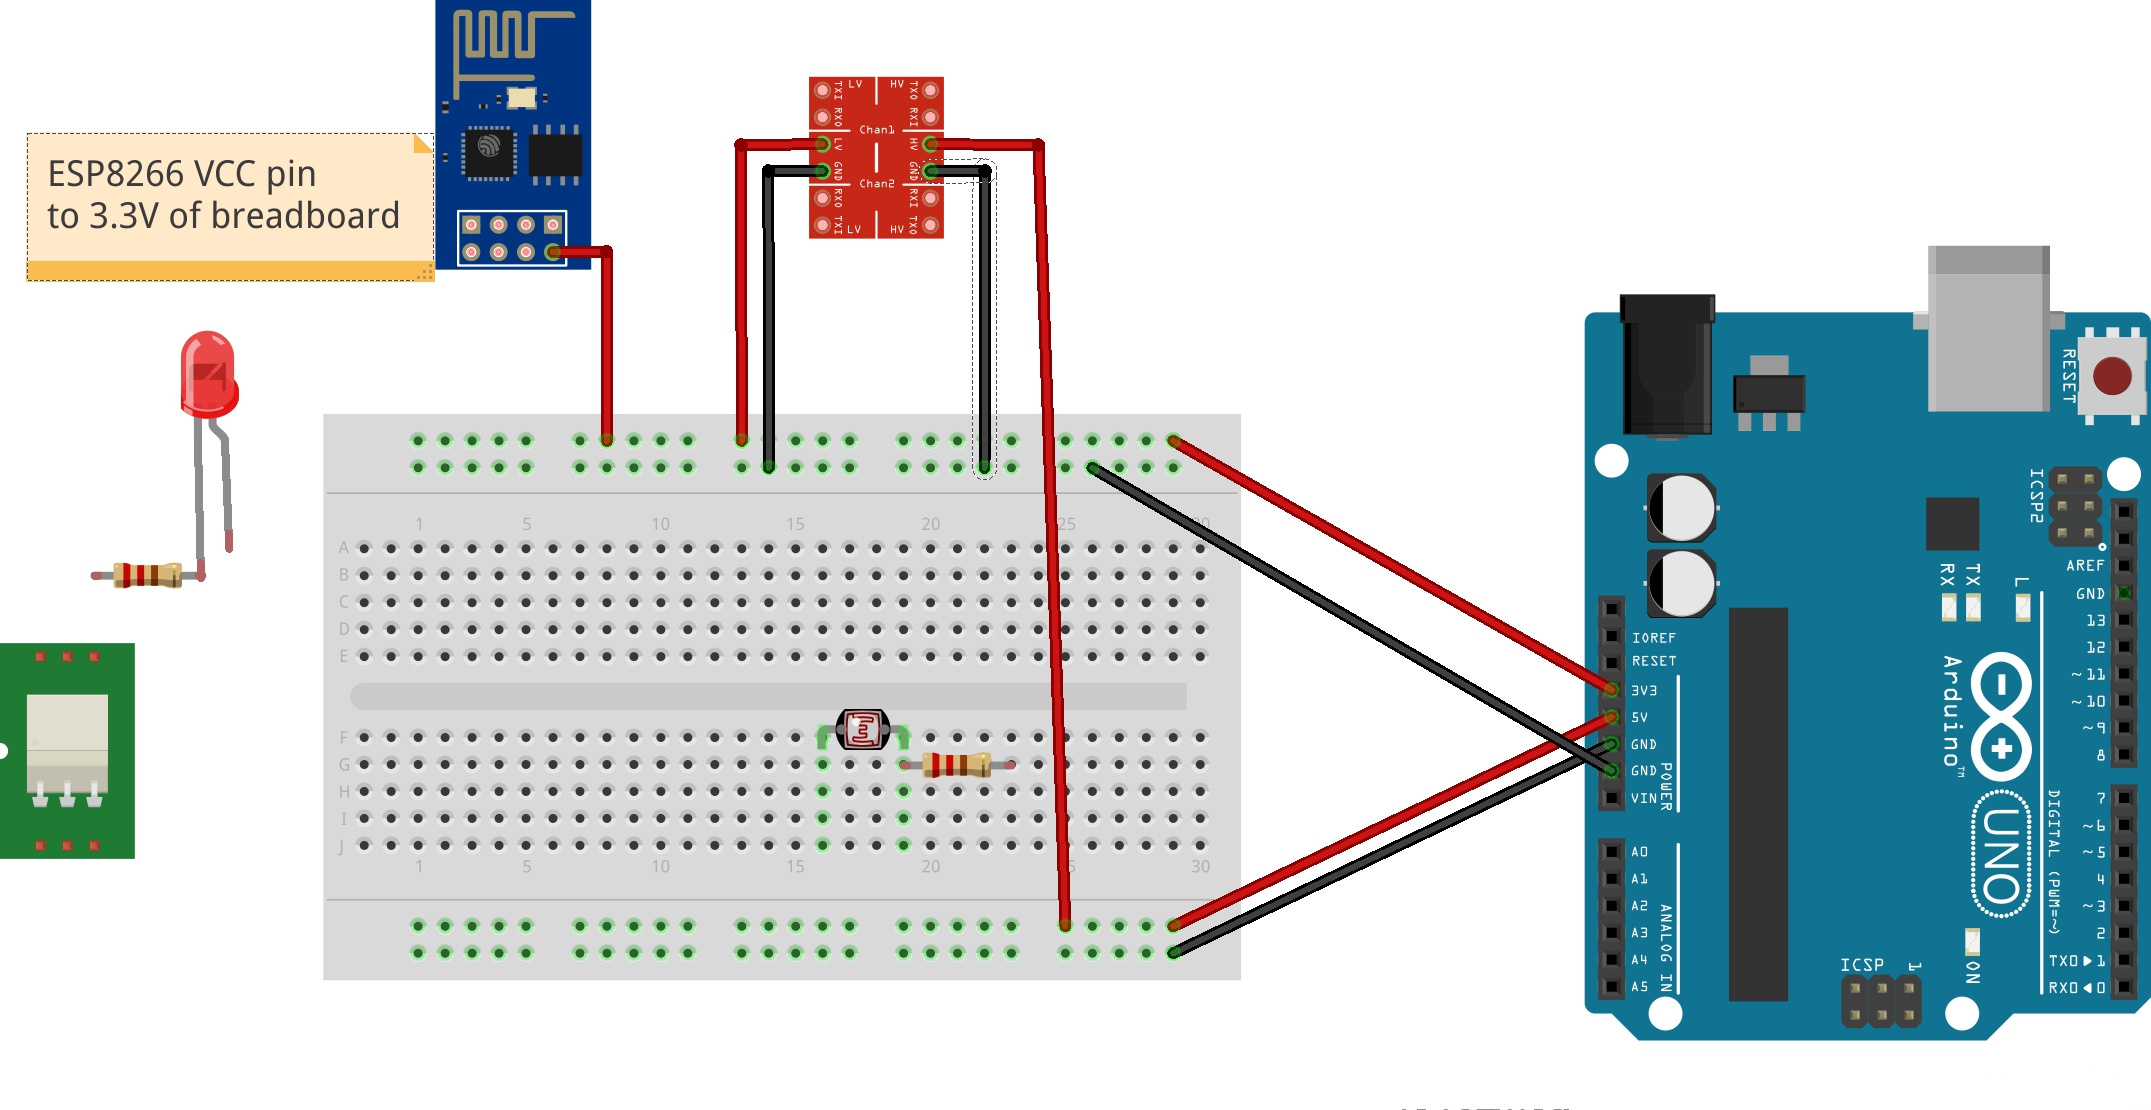 ESP8266 VCC pin
to 3.3V of breadboard
LV HV
TXI TXO
RXO RXI
Chan1
LV HV
GND GND
Chan2
RXO RXI
TXI TXO
LV HV
1 5 10 15 20 25 30
A
B
C
D
E
F
G
H
I
J
1 5 10 15 20 30
RESET
ICSP2
IOREF
RESET
3V3
5V
GND
GND
VIN
POWER
A0
A1
A2
A3
A4
A5
ANALOG IN
RX TX L
Arduino™
UNO
AREF
GND
13
12
~11
~10
~9
8
7
~6
~5
4
~3
2
TX0▶1
RX0◀0
DIGITAL (PWM=~)
ICSP 1
ON